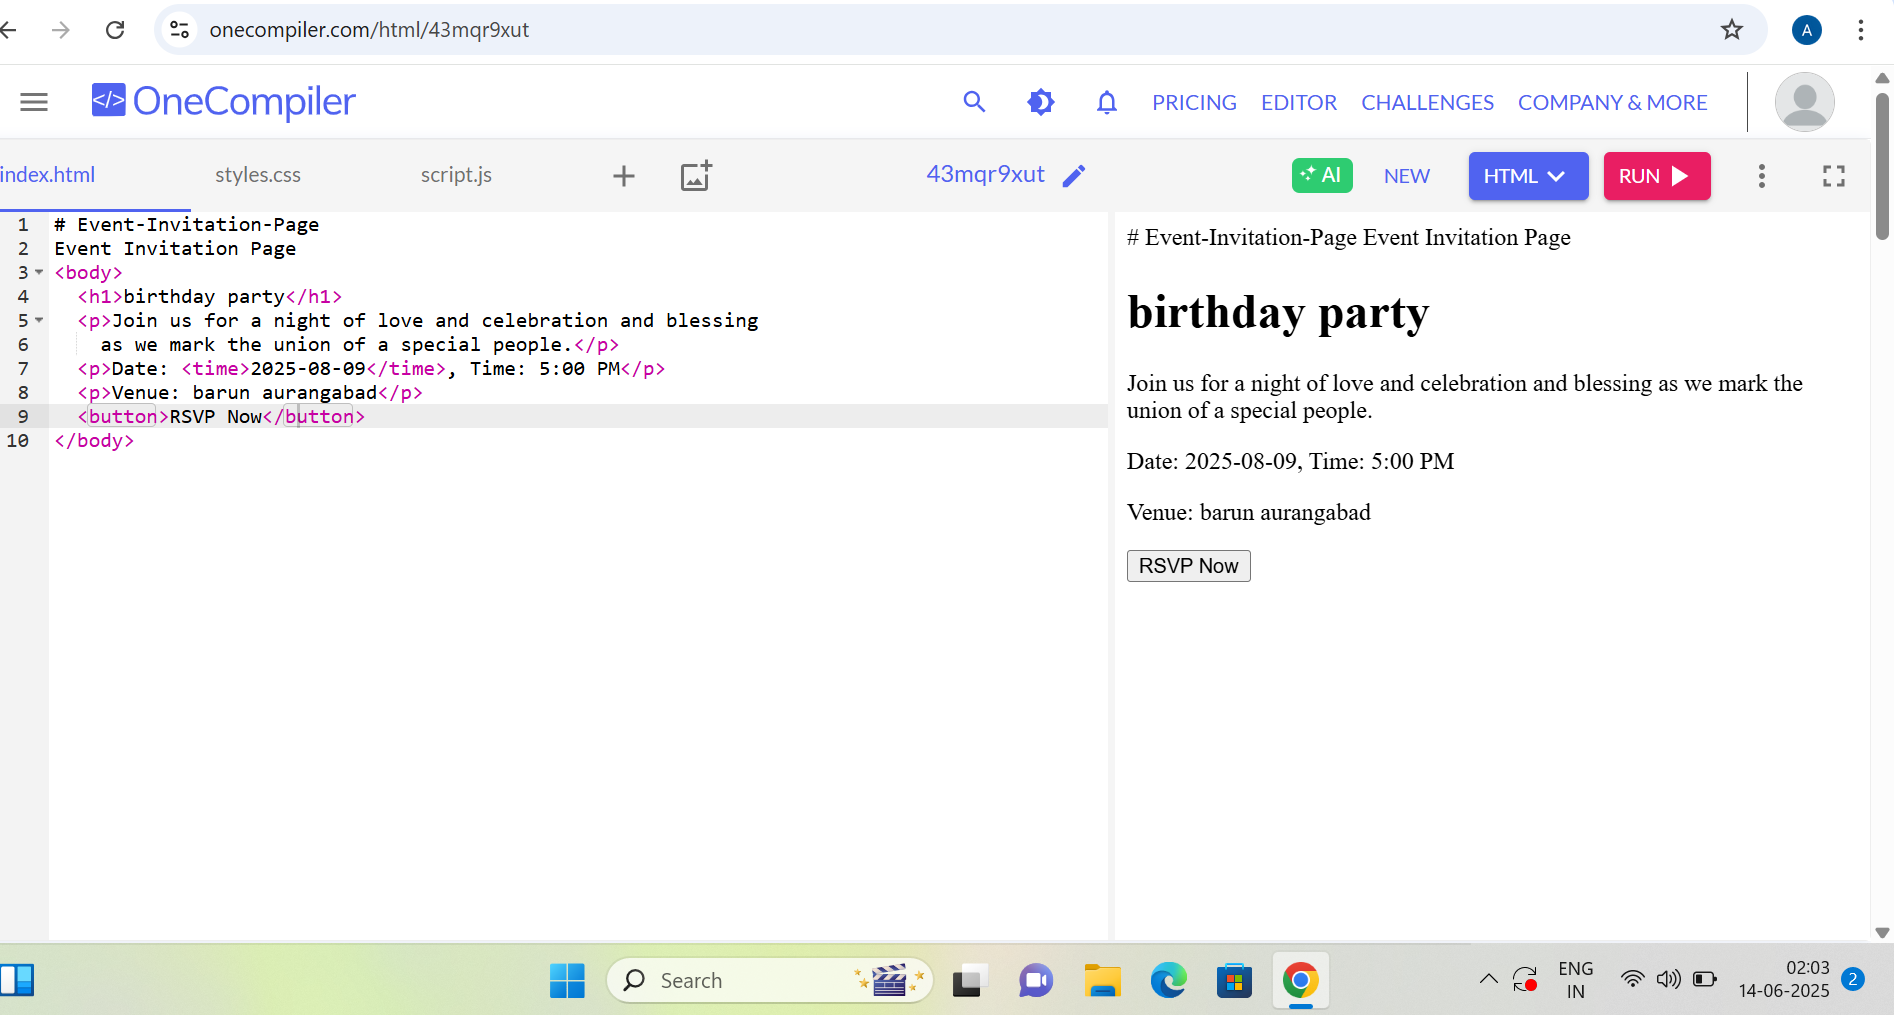 onecompiler.com/html/43mqr9xut
A
</> OneCompiler
PRICING EDITOR CHALLENGES COMPANY & MORE
index.html styles.css script.js
43mqr9xut
AI NEW HTML RUN
1 # Event-Invitation-Page
2 Event Invitation Page
3 <body>
4 <h1>birthday party</h1>
5 <p>Join us for a night of love and celebration and blessing
6 as we mark the union of a special people.</p>
7 <p>Date: <time>2025-08-09</time>, Time: 5:00 PM</p>
8 <p>Venue: barun aurangabad</p>
9 <button>RSVP Now</button>
10 </body>
# Event-Invitation-Page Event Invitation Page
birthday party
Join us for a night of love and celebration and blessing as we mark the
union of a special people.
Date: 2025-08-09, Time: 5:00 PM
Venue: barun aurangabad
RSVP Now
Search
ENG
IN
02:03
14-06-2025
2